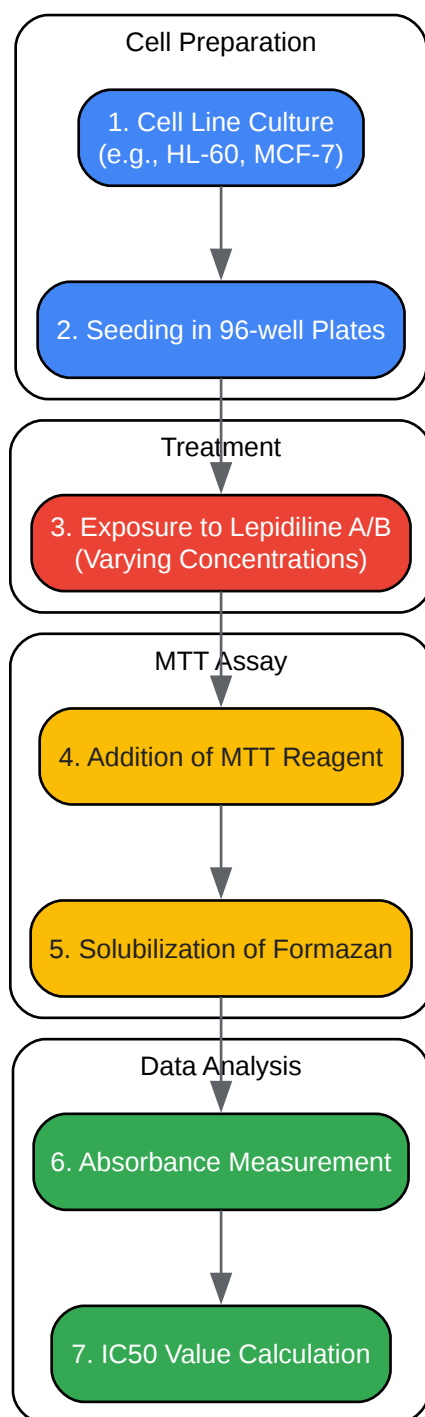 Cell Preparation
1. Cell Line Culture
(e.g., HL-60, MCF-7)
2. Seeding in 96-well Plates
Treatment
3. Exposure to Lepidiline A/B
(Varying Concentrations)
MTT Assay
4. Addition of MTT Reagent
5. Solubilization of Formazan
Data Analysis
6. Absorbance Measurement
7. IC50 Value Calculation